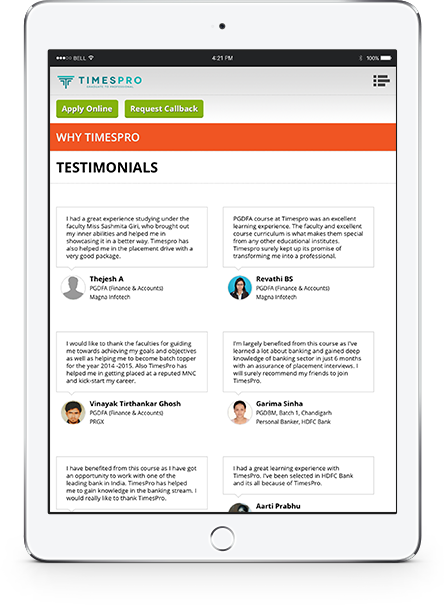 BELL 4:21 PM 100%
TIMESPRO
GRADUATE TO PROFESSIONAL
Apply Online Request Callback
WHY TIMESPRO
TESTIMONIALS
I had a great experience studying under the
faculty Miss Sashmita Giri, who brought out
my inner abilities and helped me in
showcasing it in a better way. Timespro has
also helped me in the placement drive with a
very good package.
Thejesh A
PGDFA (Finance & Accounts)
Magna Infotech
PGDFA course at Timespro was an excellent
learning experience. The faculty and excellent
course curriculum is what makes them special
from any other educational institutes.
Timespro surely kept up its promise of
transforming me into a professional.
Revathi BS
PGDFA (Finance & Accounts)
Magna Infotech
I would like to thank the faculties for guiding
me towards achieving my goals and objectives
as well as a helping me to become batch topper
for the year 2014 -2015. Also TimesPro has
helped me in getting placed at a reputed MNC
and kick-start my career.
Vinayak Tirthankar Ghosh
PGDFA (Finance & Accounts)
PRGX
I'm largely benefited from this course as I've
learned a lot about banking and gained deep
knowledge of banking sector in just 6 months
with an assurance of placement interviews. I
will surely recommend my friends to join
TimesPro.
Garima Sinha
PGDBM, Batch 1, Chandigarh
Personal Banker, HDFC Bank
I have benefited from this course as I have got
an opportunity to work with one of the
leading bank in India. TimesPro has helped
me to gain knowledge in the banking stream. I
would really like to thank TimesPro.
I had a great learning experience with
TimesPro. I've been selected in HDFC Bank
and its all because of TimesPro.
Aarti Prabhu